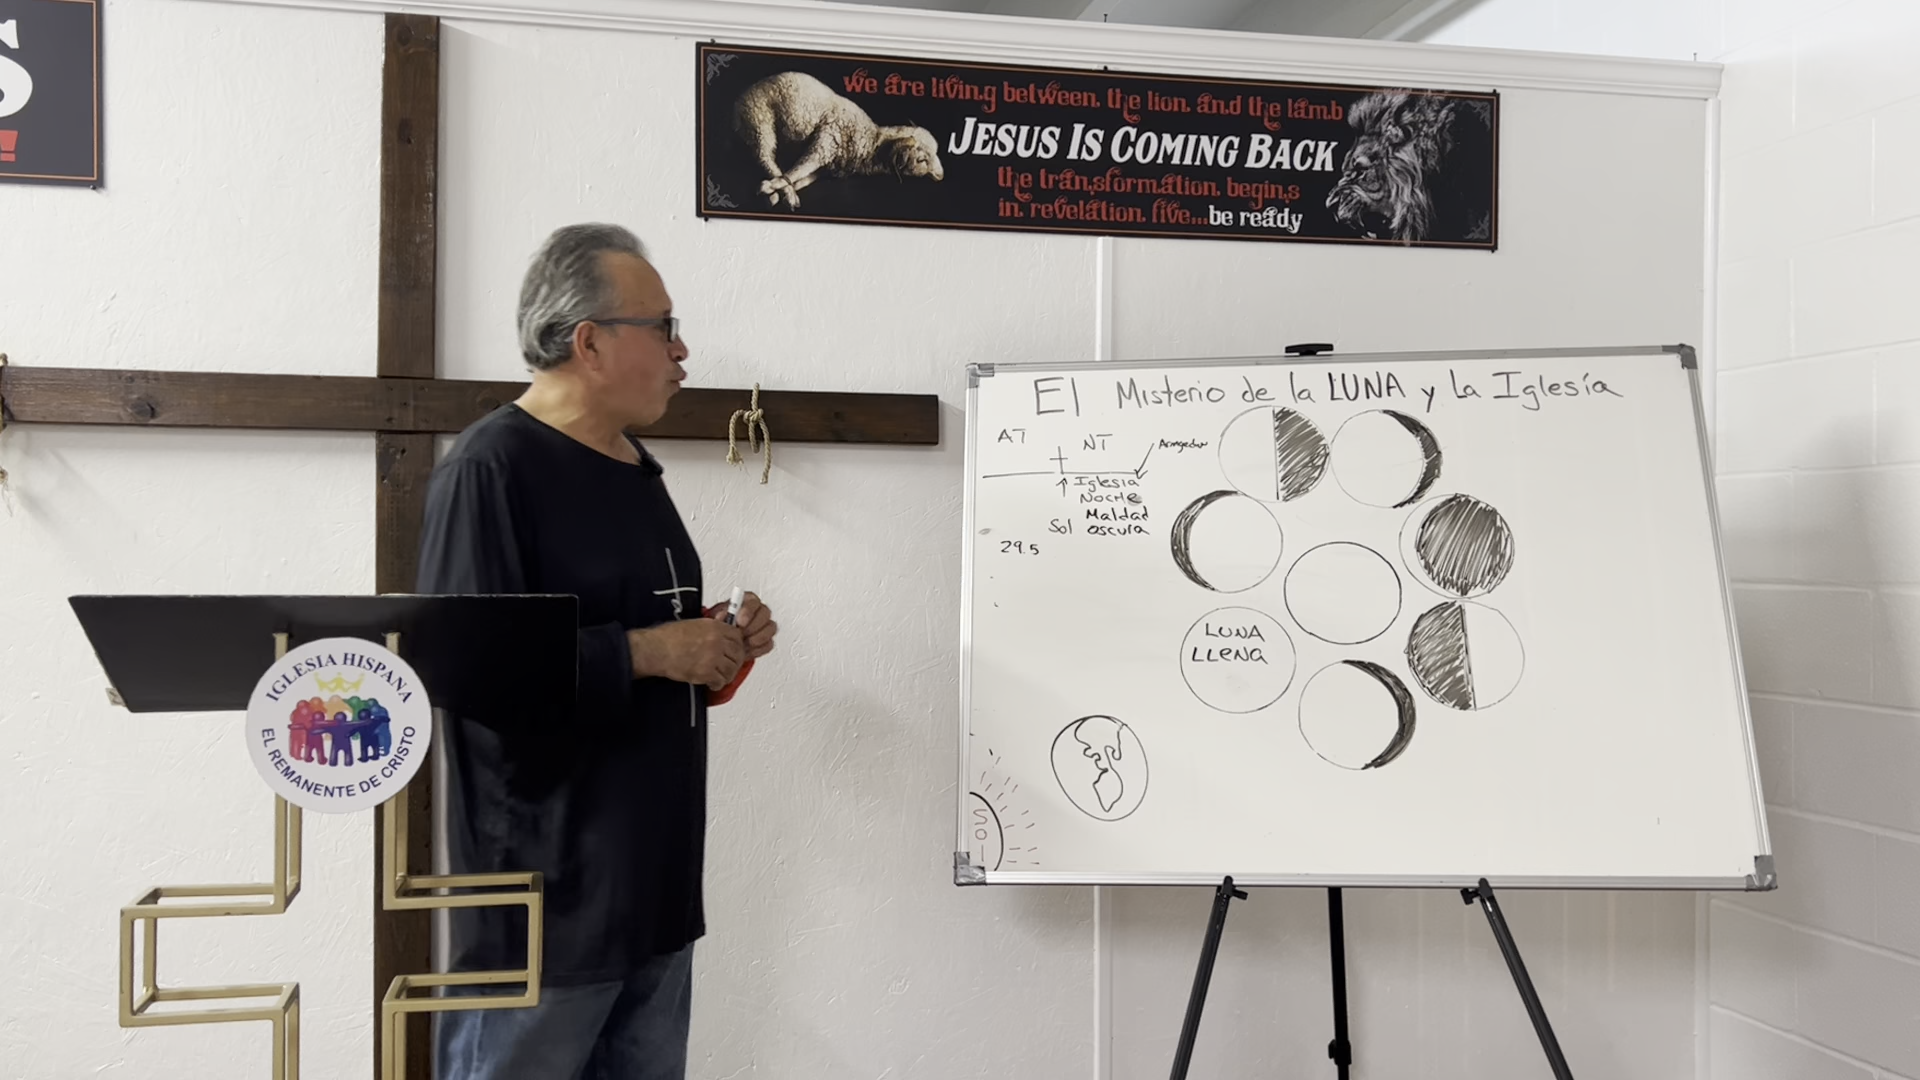 S
!
we are living between the lion and the lamb
JESUS IS COMING BACK
the transformation begins
in revelation five...be ready
El Misterio de la LUNA y La Iglesía
AT
NT
Iglesia
NOCHE
Maldad
Sol oscura
29.5
LUNA
LLENA
SOl
IGLESIA HISPANA
EL REMANENTE DE CRISTO